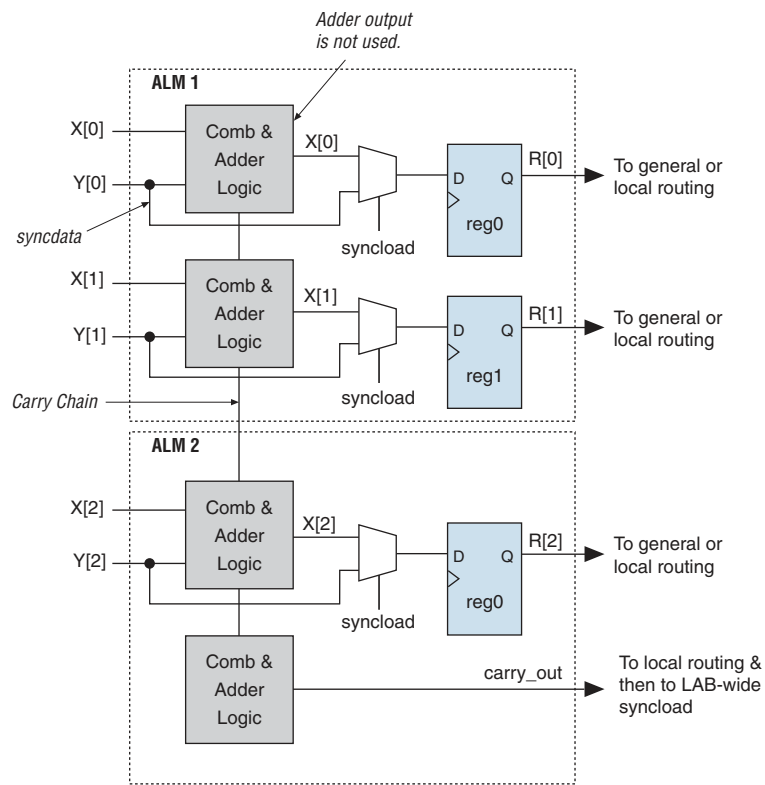 Adder output
is not used.
ALM 1
X[0]
Comb &
Adder
Logic
X[0]
R[0]
Y[0]
D
Q
To general or
local routing
reg0
syncdata
syncload
X[1]
Comb &
Adder
Logic
X[1]
R[1]
Y[1]
D
Q
To general or
local routing
reg1
syncload
Carry Chain
ALM 2
X[2]
Comb &
Adder
Logic
X[2]
R[2]
Y[2]
D
Q
To general or
local routing
reg0
syncload
Comb &
Adder
Logic
carry_out
To local routing &
then to LAB-wide
syncload